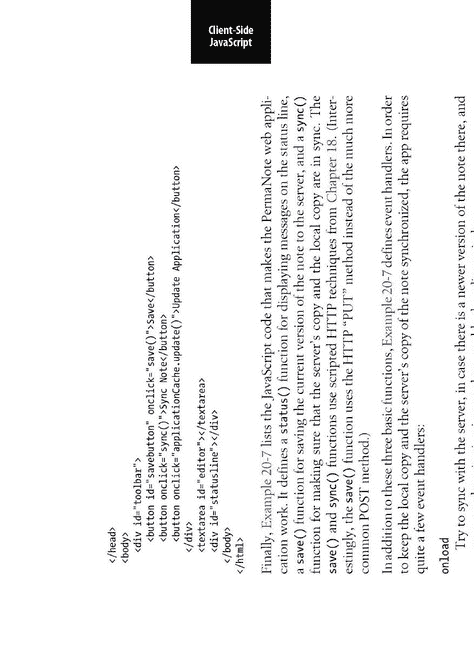 Client-Side
JavaScript
</head>
<body>
<div id="toolbar">
<button id="savebutton" onclick="save()">Save</button>
<button onclick="sync()">Sync Note</button>
<button onclick="applicationCache.update()">Update Application</button>
</div>
<textarea id="editor"></textarea>
<div id="statusline"></div>
</body>
</html>
Finally, Example 20-7 lists the JavaScript code that makes the PermaNote web appli-
cation work. It defines a status() function for displaying messages on the status line,
a save() function for saving the current version of the note to the server, and a sync()
function for making sure that the server's copy and the local copy are in sync. The
save() and sync() functions use scripted HTTP techniques from Chapter 18. (Inter-
estingly, the save() function uses the HTTP “PUT” method instead of the much more
common POST method.)
In addition to these three basic functions, Example 20-7 defines event handlers. In order
to keep the local copy and the server's copy of the note synchronized, the app requires
quite a few event handlers:
onload
Try to sync with the server, in case there is a newer version of the note there, and